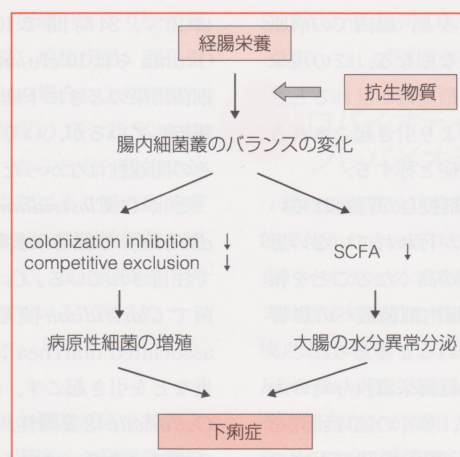 経腸栄養
抗生物質
腸内細菌叢のバランスの変化
colonization inhibition ↓
competitive exclusion ↓
SCFA ↓
病原性細菌の増殖
大腸の水分異常分泌
下痢症